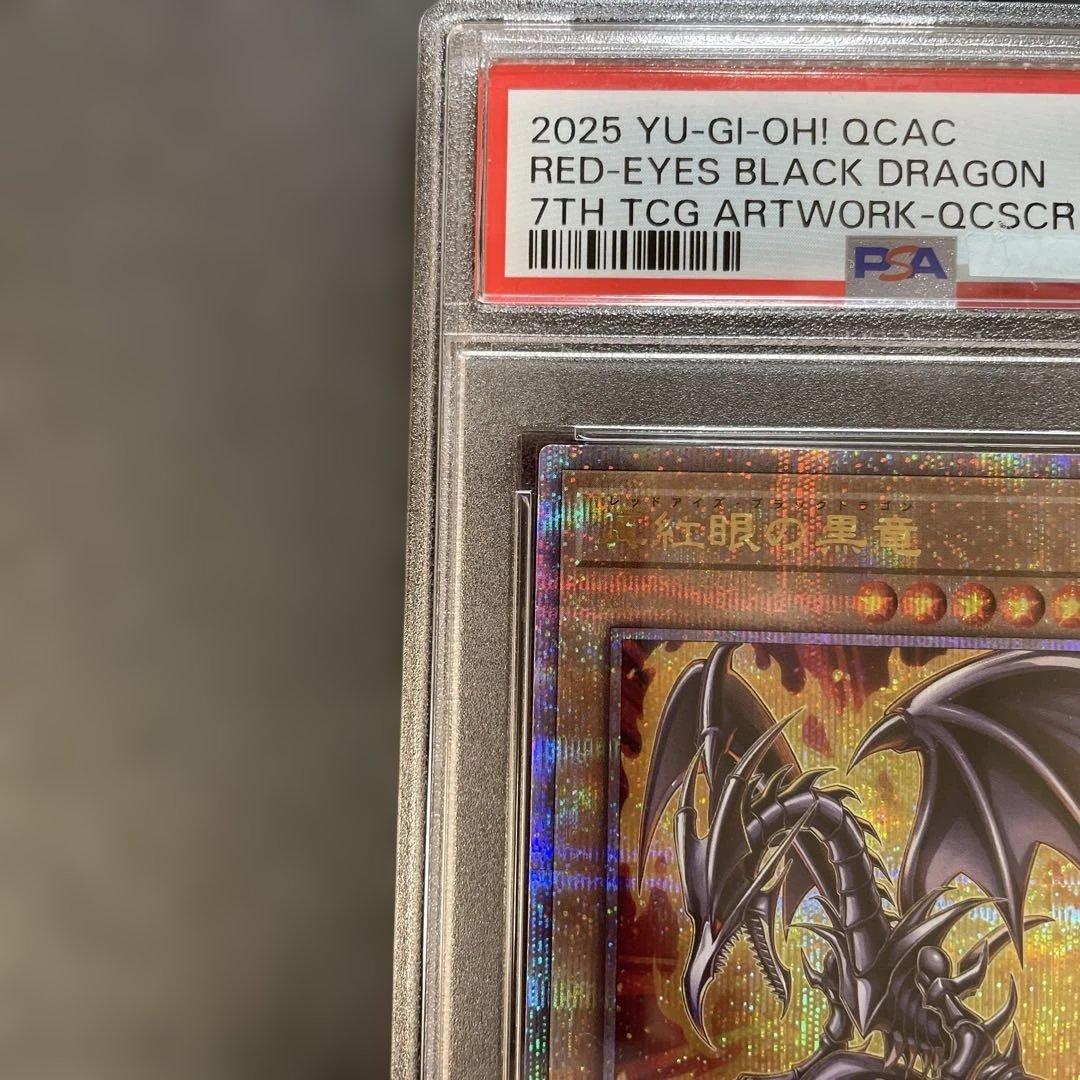 2025 YU-GI-OH! QCAC
RED-EYES BLACK DRAGON
7TH TCG ARTWORK-QCSCR
PSA
レッドアイズ・ブラックドラゴン
真紅眼の黒竜